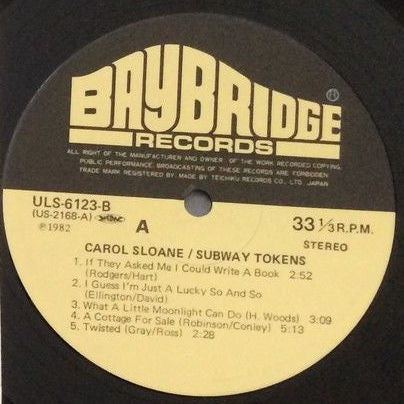 BAYBRIDGE
RECORDS
ALL RIGHT OF THE MANUFACTURER AND OWNER OF THE WORK RECORDED COPYING.
PUBLIC PERFORMANCE. BROADCASTING OF THESE RECORDS ARE FORBIDDEN
TRADE MARK REGISTERED BY. MADE BY TEICHIKU RECORDS CO., LTD. JAPAN
ULS-6123-B
(US-2168-A)
℗1982
A
33 1/3 R.P.M.
STEREO
CAROL SLOANE / SUBWAY TOKENS
1. If They Asked Me I Could Write A Book 2:52
(Rodgers/Hart)
2. I Guess I'm Just A Lucky So And So
(Ellington/David)
3. What A Little Moonlight Can Do (H. Woods) 3:09
4. A Cottage For Sale (Robinson/Conley) 5:13
5. Twisted (Gray/Ross) 2:28